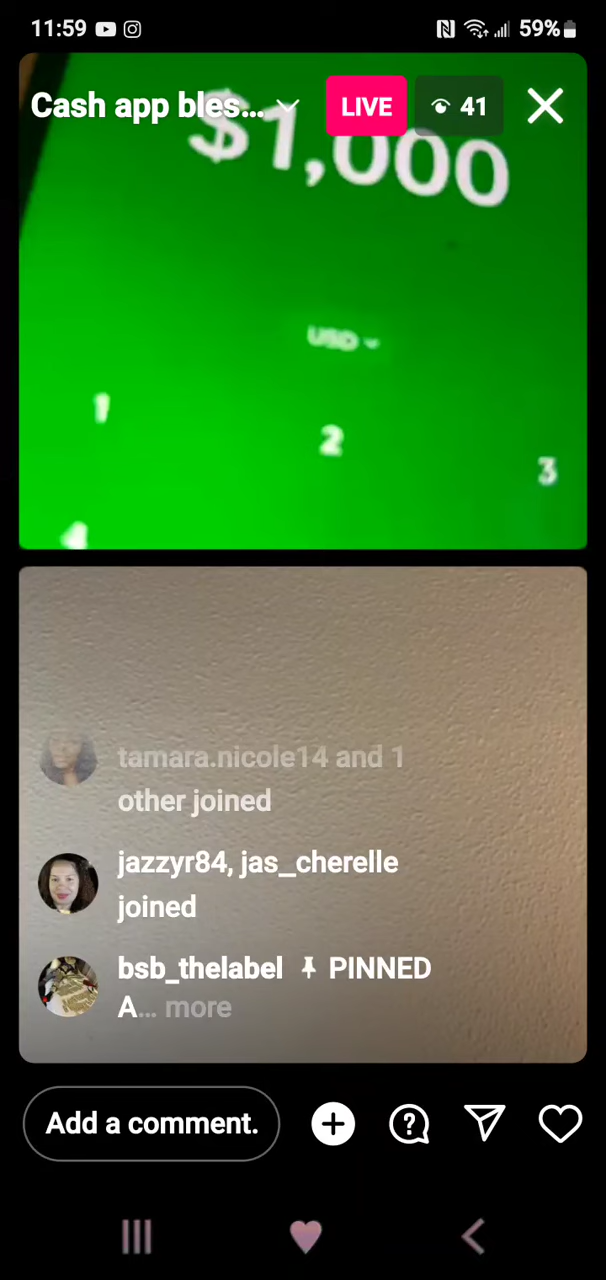 11:59 59%
Cash app bles... LIVE 41
$1,000
USD
1
2
3
4
tamara.nicole14 and 1
other joined
jazzyr84, jas_cherelle
joined
bsb_thelabel PINNED
A... more
Add a comment.